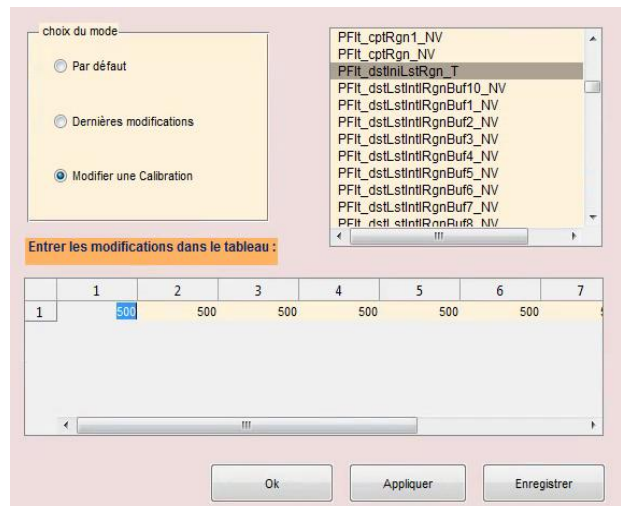 choix du mode
Par défaut
Dernières modifications
Modifier une Calibration
PFlt_cptRgn1_NV
PFlt_cptRgn_NV
PFlt_dstIniLstRgn_T
PFlt_dstLstIntlRgnBuf10_NV
PFlt_dstLstIntlRgnBuf1_NV
PFlt_dstLstIntlRgnBuf2_NV
PFlt_dstLstIntlRgnBuf3_NV
PFlt_dstLstIntlRgnBuf4_NV
PFlt_dstLstIntlRgnBuf5_NV
PFlt_dstLstIntlRgnBuf6_NV
PFlt_dstLstIntlRgnBuf7_NV
PFlt_dstLstIntlRgnBuf8_NV
Entrer les modifications dans le tableau :
1 2 3 4 5 6 7
1 500 500 500 500 500 500
Ok Appliquer Enregistrer